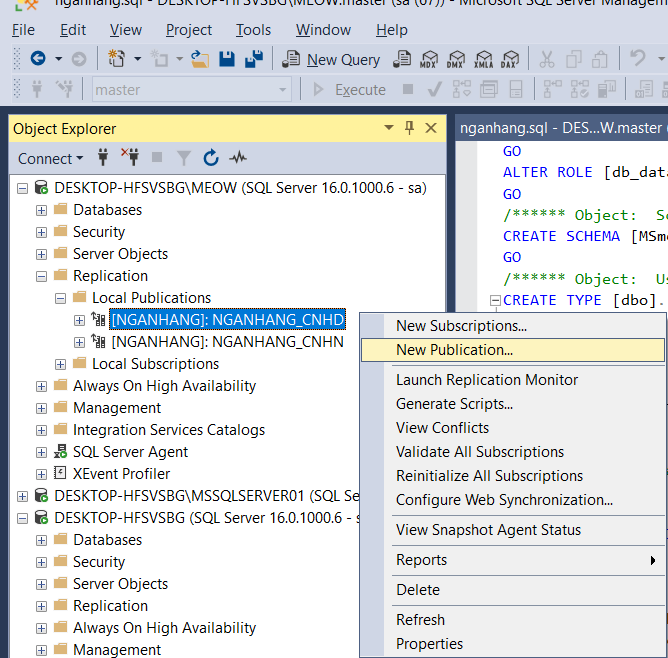 nganhang.sql - DESKTOP-HFSVSBG\MEOW.master (sa (67)) - Microsoft SQL Server Manageme
File Edit View Project Tools Window Help
New Query MDX DMX XMLA DAX
master Execute
Object Explorer
nganhang.sql - DES...W.master (
Connect
DESKTOP-HFSVSBG\MEOW (SQL Server 16.0.1000.6 - sa)
Databases
Security
Server Objects
Replication
Local Publications
[NGANHANG]: NGANHANG_CNHD
[NGANHANG]: NGANHANG_CNHN
Local Subscriptions
Always On High Availability
Management
Integration Services Catalogs
SQL Server Agent
XEvent Profiler
DESKTOP-HFSVSBG\MSSQLSERVER01 (SQL Se
DESKTOP-HFSVSBG (SQL Server 16.0.1000.6 - s
Databases
Security
Server Objects
Replication
Always On High Availability
Management
GO
ALTER ROLE [db_data
GO
/****** Object: Sc
CREATE SCHEMA [MSme
GO
/****** Object: Us
CREATE TYPE [dbo].
New Subscriptions...
New Publication...
Launch Replication Monitor
Generate Scripts...
View Conflicts
Validate All Subscriptions
Reinitialize All Subscriptions
Configure Web Synchronization...
View Snapshot Agent Status
Reports
Delete
Refresh
Properties